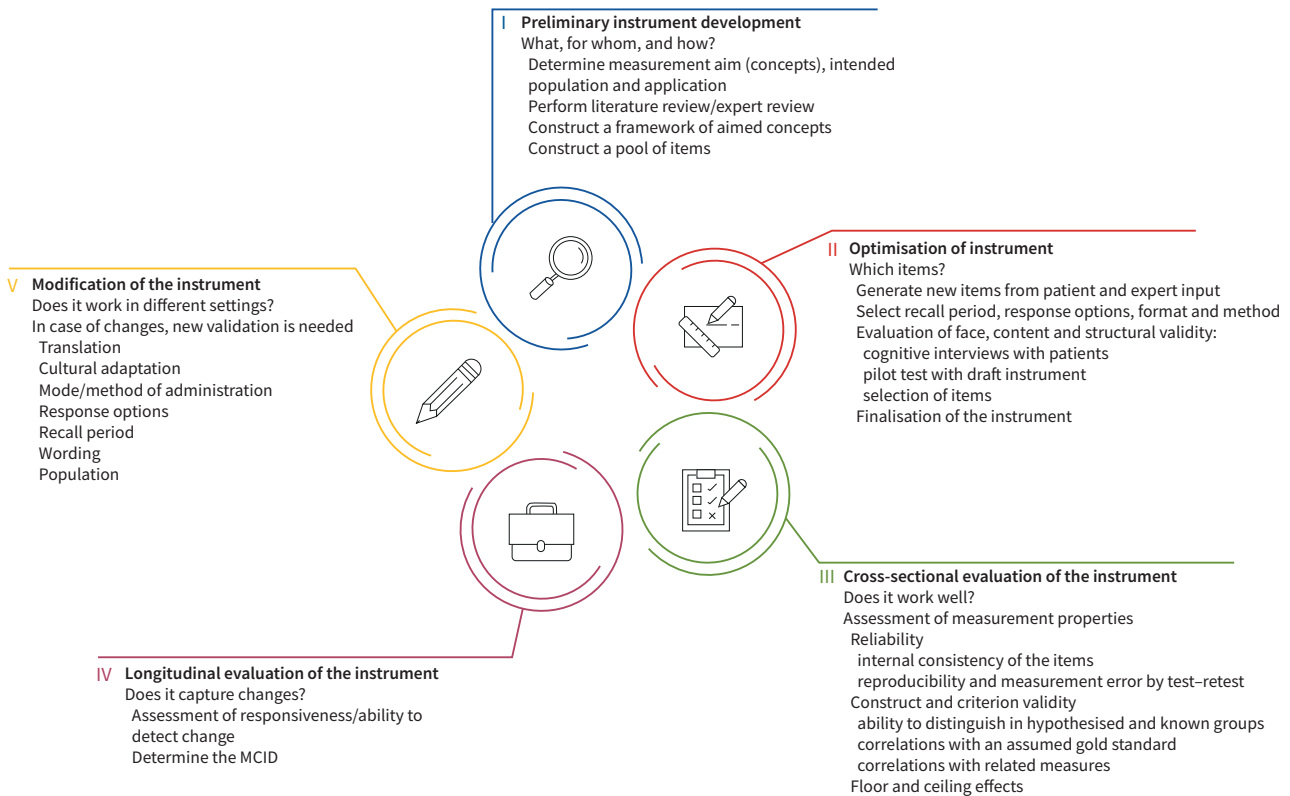 I Preliminary instrument development
What, for whom, and how?
Determine measurement aim (concepts), intended
population and application
Perform literature review/expert review
Construct a framework of aimed concepts
Construct a pool of items
II Optimisation of instrument
Which items?
Generate new items from patient and expert input
Select recall period, response options, format and method
Evaluation of face, content and structural validity:
cognitive interviews with patients
pilot test with draft instrument
selection of items
Finalisation of the instrument
III Cross-sectional evaluation of the instrument
Does it work well?
Assessment of measurement properties
Reliability
internal consistency of the items
reproducibility and measurement error by test–retest
Construct and criterion validity
ability to distinguish in hypothesised and known groups
correlations with an assumed gold standard
correlations with related measures
Floor and ceiling effects
IV Longitudinal evaluation of the instrument
Does it capture changes?
Assessment of responsiveness/ability to
detect change
Determine the MCID
V Modification of the instrument
Does it work in different settings?
In case of changes, new validation is needed
Translation
Cultural adaptation
Mode/method of administration
Response options
Recall period
Wording
Population